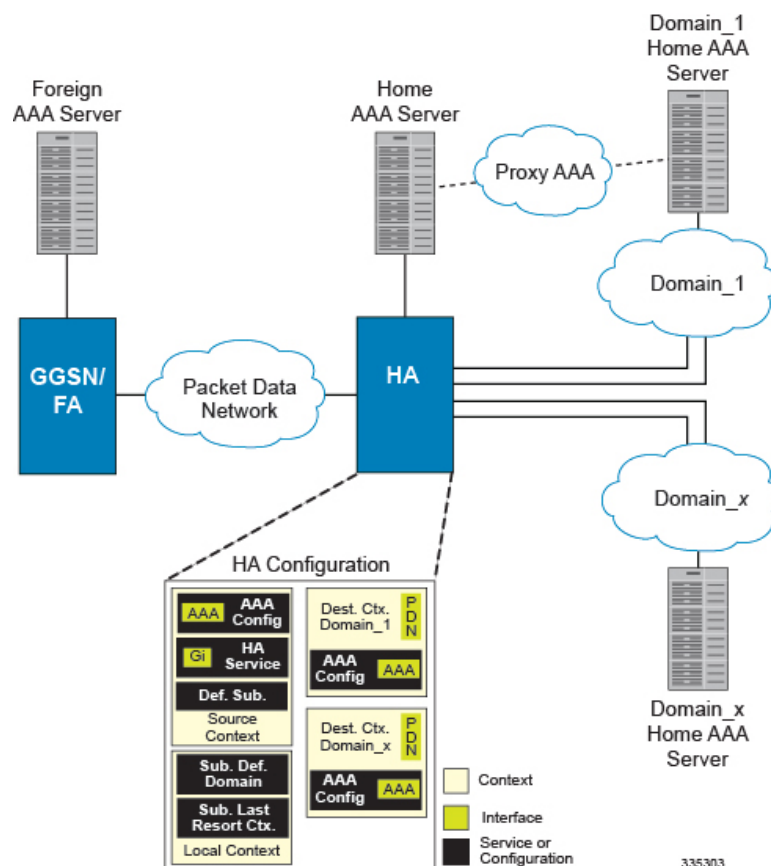 Domain_1
Home AAA
Server
Foreign
AAA Server
Home
AAA Server
Proxy AAA
Domain_1
GGSN/
FA
Packet Data
Network
HA
Domain_x
HA Configuration
AAA
AAA
Config
Gi
HA
Service
Def. Sub.
Source
Context
Sub. Def.
Domain
Sub. Last
Resort Ctx.
Local Context
Dest. Ctx.
Domain_1
PDN
AAA
Config
AAA
Dest. Ctx.
Domain_x
PDN
AAA
Config
AAA
Domain_x
Home AAA
Server
Context
Interface
Service or
Configuration
335303